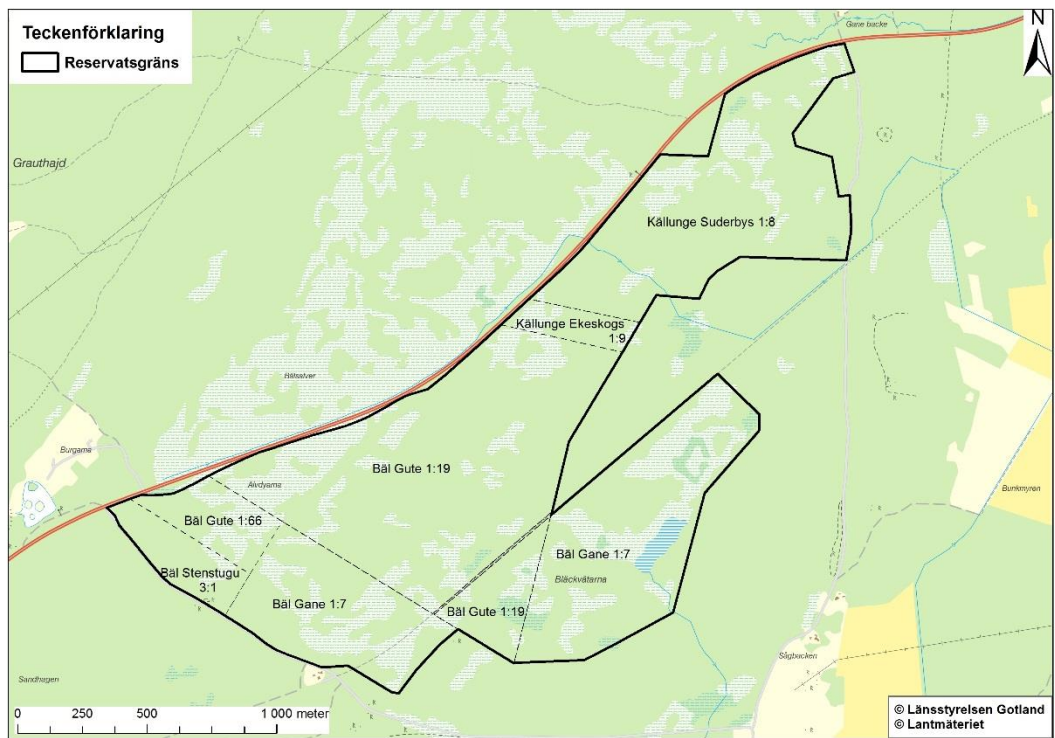 Teckenförklaring
Reservatsgräns
Gane backe
N
Grauthajd
Källunge Suderbys 1:8
Källunge Ekeskogs
1:9
Bälsalver
Burgarna
Bäl Gute 1:19
Alvdyarna
Bunkmyren
Bäl Gute 1:66
Bäl Gane 1:7
Bäl Stenstugu
3:1
Bläckvätarna
Bäl Gane 1:7
Bäl Gute 1:19
Sågbacken
Sandhagen
0 250 500 1 000 meter
© Länsstyrelsen Gotland
© Lantmäteriet